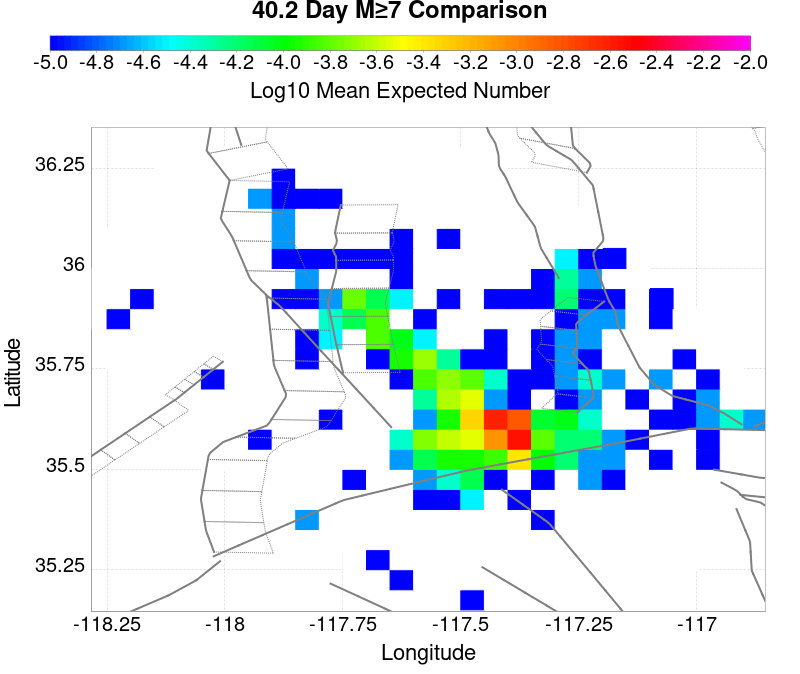 40.2 Day M≥7 Comparison
-5.0 -4.8 -4.6 -4.4 -4.2 -4.0 -3.8 -3.6 -3.4 -3.2 -3.0 -2.8 -2.6 -2.4 -2.2 -2.0
Log10 Mean Expected Number
36.25
36
35.75
35.5
35.25
Latitude
-118.25 -118 -117.75 -117.5 -117.25 -117
Longitude